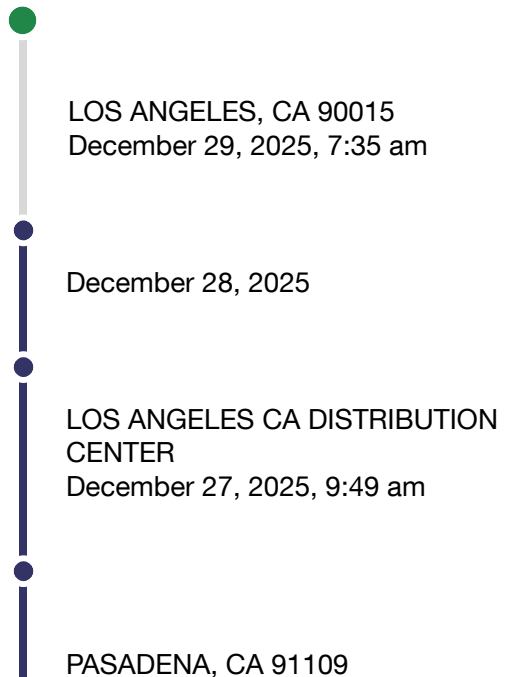 LOS ANGELES, CA 90015
December 29, 2025, 7:35 am
December 28, 2025
LOS ANGELES CA DISTRIBUTION
CENTER
December 27, 2025, 9:49 am
PASADENA, CA 91109